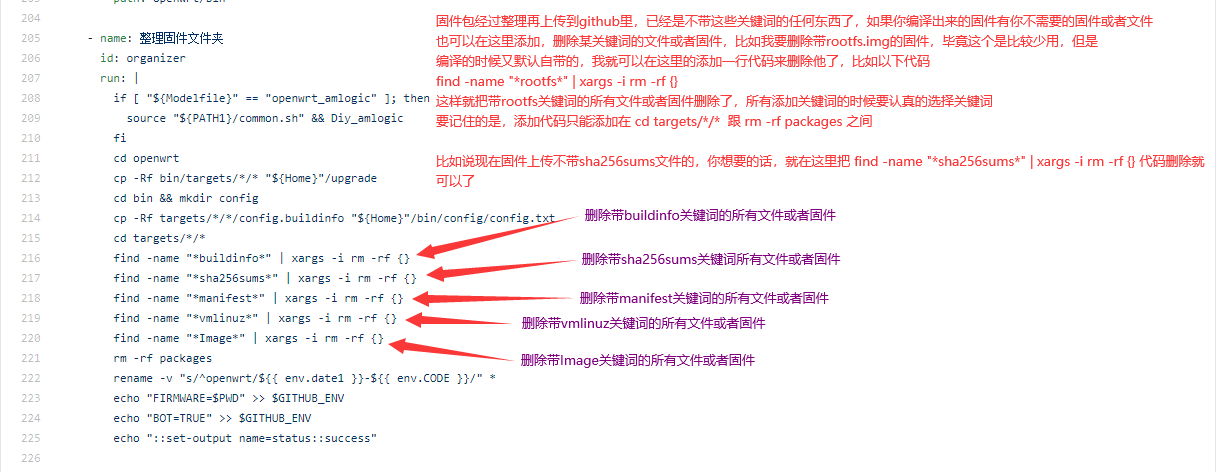 203 path: openwrt/bin
204
205 - name: 整理固件文件夹
206 id: organizer
207 run: |
208 if [ "${Modelfile}" == "openwrt_amlogic" ]; then
209 source "${PATH1}/common.sh" && Diy_amlogic
210 fi
211 cd openwrt
212 cp -Rf bin/targets/*/* "${Home}"/upgrade
213 cd bin && mkdir config
214 cp -Rf targets/*/*/config.buildinfo "${Home}"/bin/config/config.txt
215 cd targets/*/*
216 find -name "*buildinfo*" | xargs -i rm -rf {}
217 find -name "*sha256sums*" | xargs -i rm -rf {}
218 find -name "*manifest*" | xargs -i rm -rf {}
219 find -name "*vmlinuz*" | xargs -i rm -rf {}
220 find -name "*Image*" | xargs -i rm -rf {}
221 rm -rf packages
222 rename -v "s/^openwrt/${{ env.date1 }}-${{ env.CODE }}/" *
223 echo "FIRMWARE=$PWD" >> $GITHUB_ENV
224 echo "BOT=TRUE" >> $GITHUB_ENV
225 echo "::set-output name=status::success"
226
固件包经过整理再上传到github里，已经是不带这些关键词的任何东西了，如果你编译出来的固件有你不需要的固件或者文件
也可以在这里添加，删除某关键词的文件或者固件，比如我要删除带rootfs.img的固件，毕竟这个是比较少用，但是
编译的时候又默认自带的，我就可以在这里的添加一行代码来删除他了，比如以下代码
find -name "*rootfs*" | xargs -i rm -rf {}
这样就把带rootfs关键词的所有文件或者固件删除了，所有添加关键词的时候要认真的选择关键词
要记住的是，添加代码只能添加在 cd targets/*/* 跟 rm -rf packages 之间
比如说现在固件上传不带sha256sums文件的，你想要的话，就在这里把 find -name "*sha256sums*" | xargs -i rm -rf {} 代码删除就
可以了
删除带buildinfo关键词的所有文件或者固件
删除带sha256sums关键词所有文件或者固件
删除带manifest关键词的所有文件或者固件
删除带vmlinuz关键词的所有文件或者固件
删除带Image关键词的所有文件或者固件